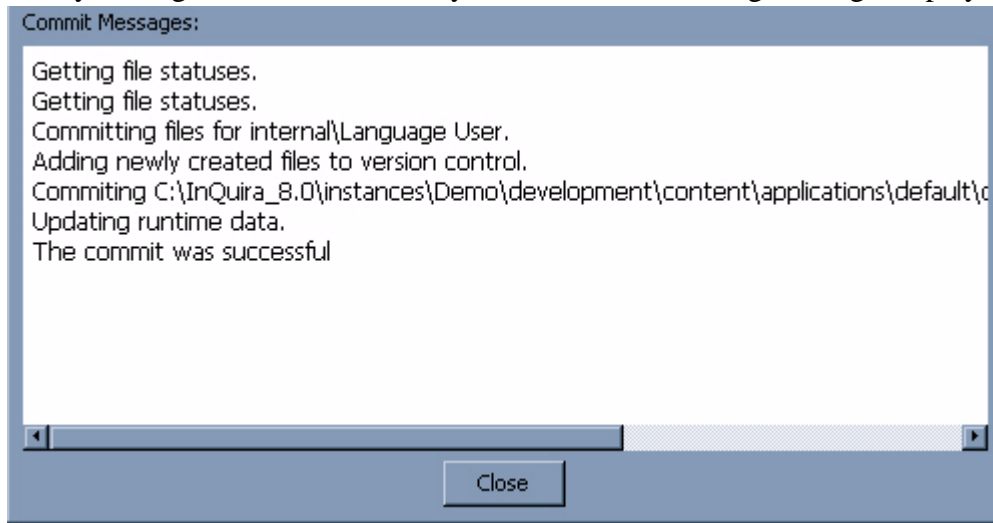 Commit Messages:
Getting file statuses.
Getting file statuses.
Committing files for internal\Language User.
Adding newly created files to version control.
Commiting C:\InQuira_8.0\instances\Demo\development\content\applications\default\
Updating runtime data.
The commit was successful
Close